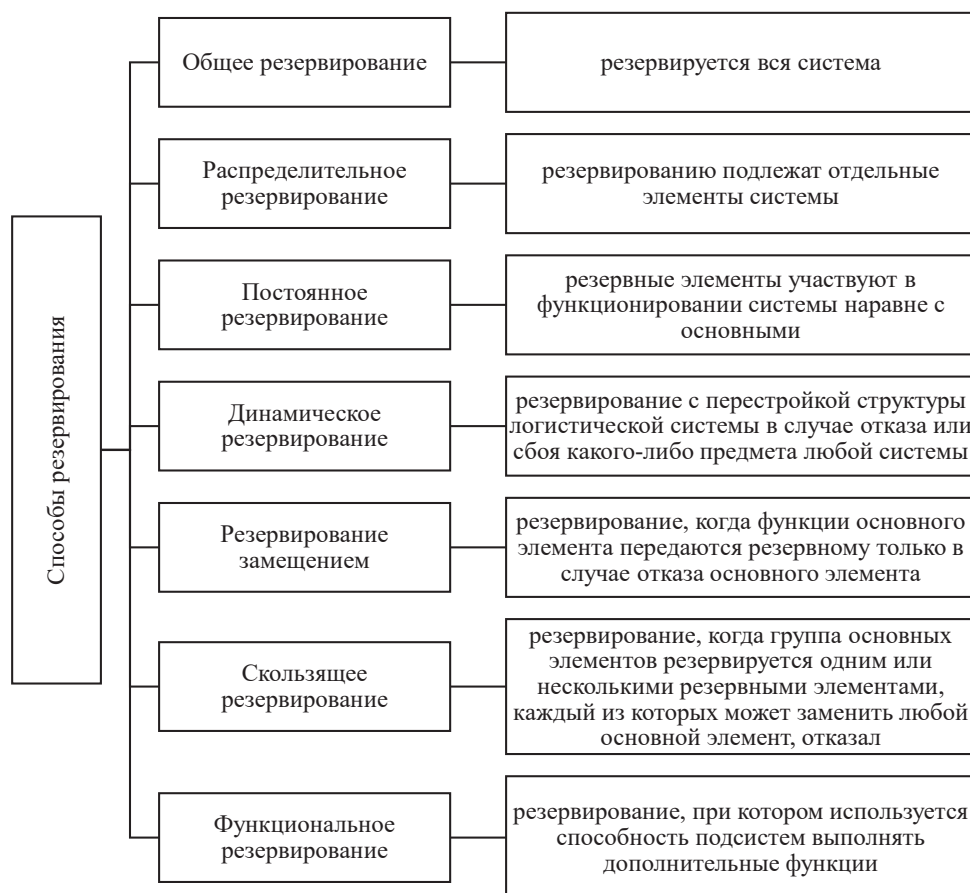 Способы резервирования
Общее резервирование
резервируется вся система
Распределительное
резервирование
резервированию подлежат отдельные
элементы системы
Постоянное
резервирование
резервные элементы участвуют в
функционировании системы наравне с
основными
Динамическое
резервирование
резервирование с перестройкой структуры
логистической системы в случае отказа или
сбоя какого-либо предмета любой системы
Резервирование
замещением
резервирование, когда функции основного
элемента передаются резервному только в
случае отказа основного элемента
Скользящее
резервирование
резервирование, когда группа основных
элементов резервируется одним или
несколькими резервными элементами,
каждый из которых может заменить любой
основной элемент, отказал
Функциональное
резервирование
резервирование, при котором используется
способность подсистем выполнять
дополнительные функции